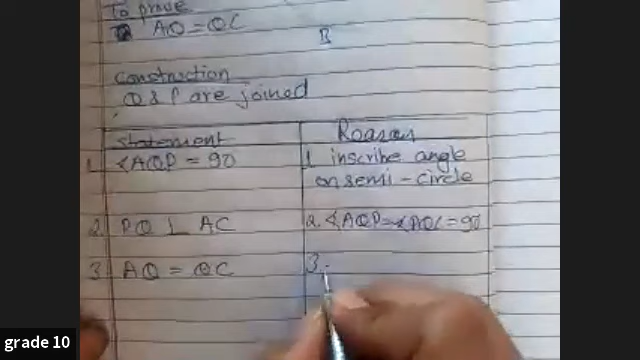 To prove
AQ = QC
B
Construction
Q & P are joined
Statement Reason
1. ∠AQP = 90 1 inscribe angle
on semi-circle
2. PQ ⊥ AC 2. ∠AQP = ∠PQC = 90
3 AQ = QC 3.
grade 10